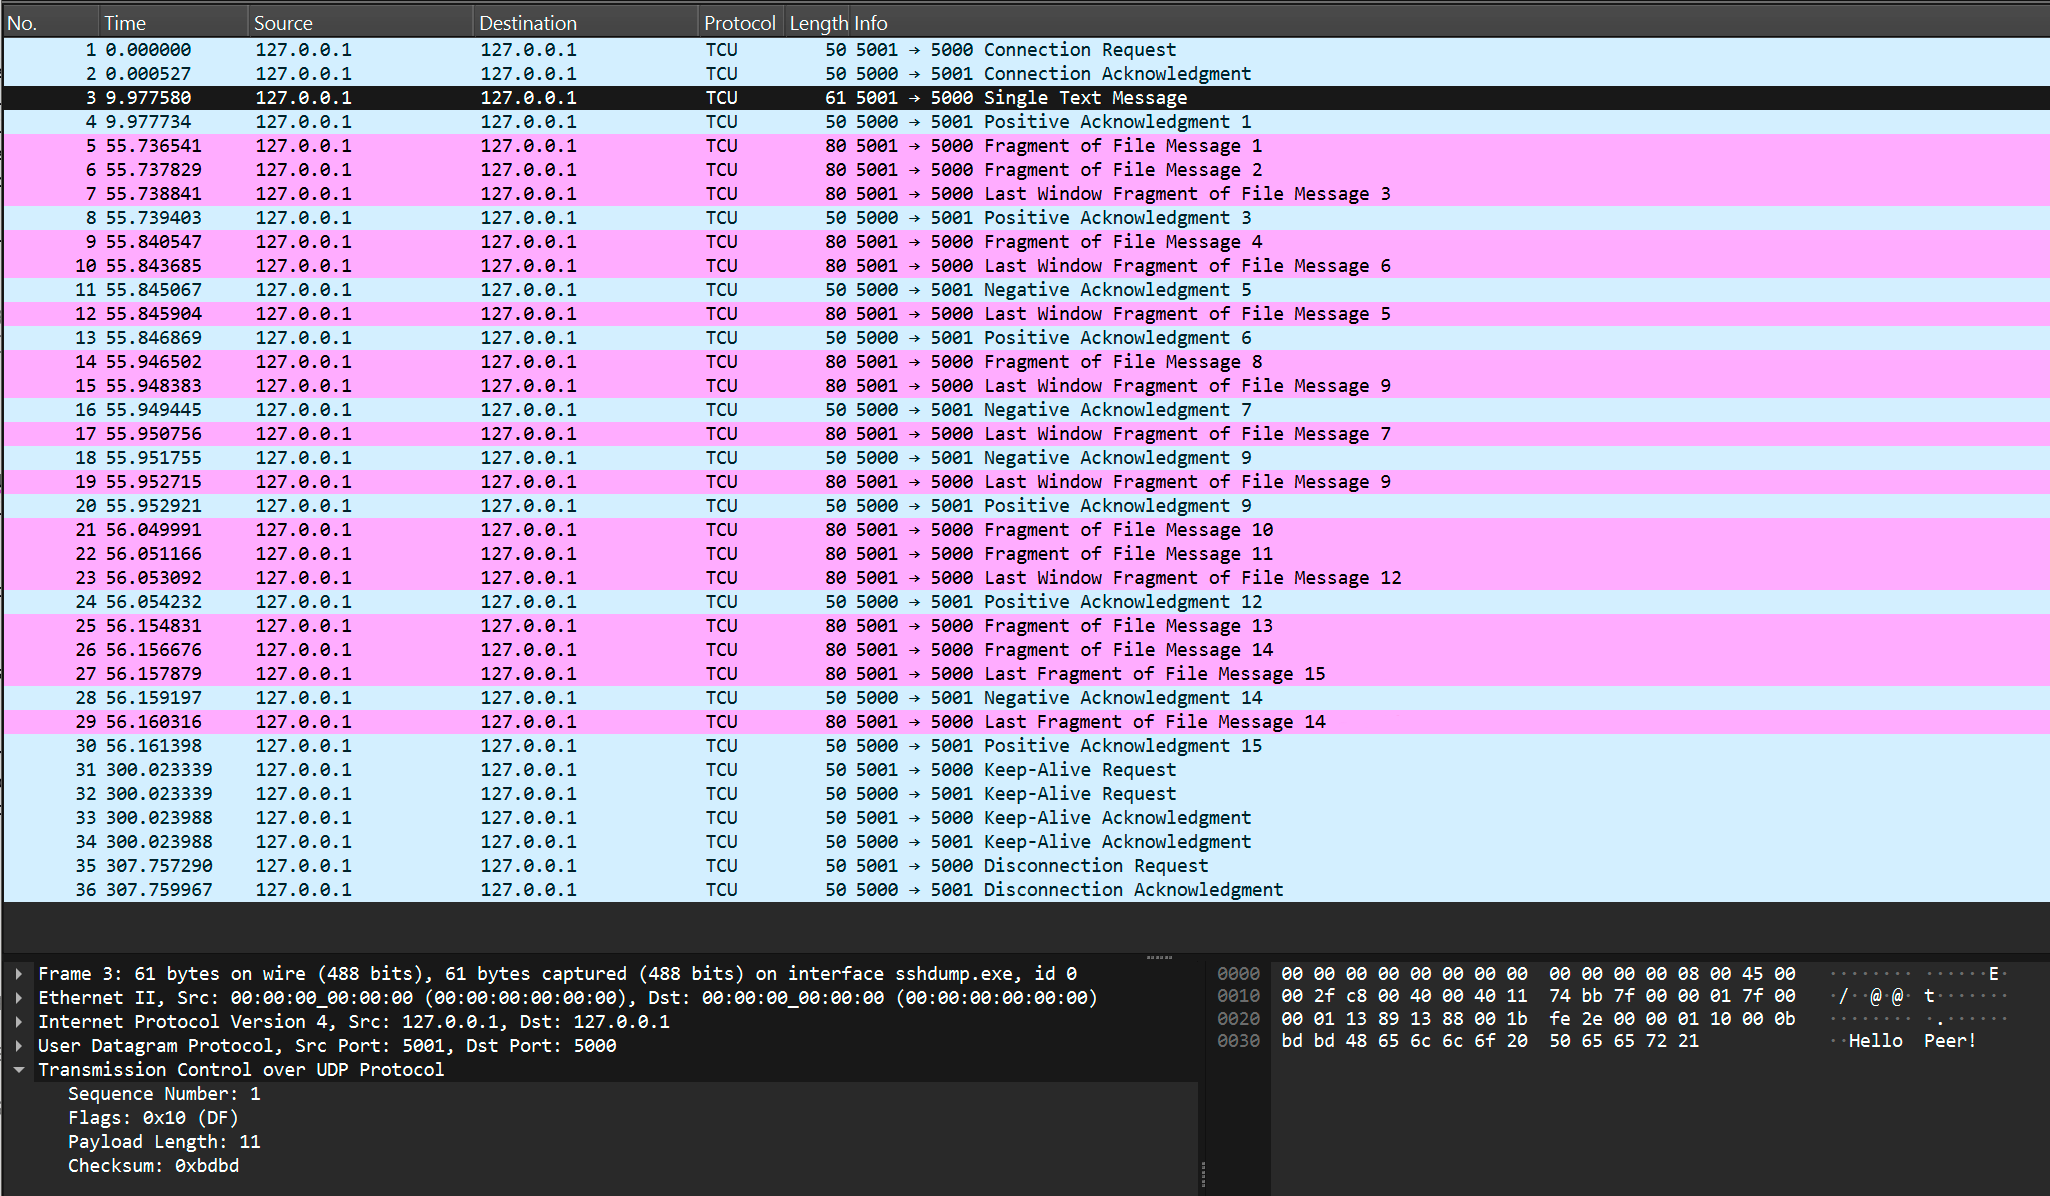 No. Time Source Destination Protocol Length Info
1 0.000000 127.0.0.1 127.0.0.1 TCU 50 5001 → 5000 Connection Request
2 0.000527 127.0.0.1 127.0.0.1 TCU 50 5000 → 5001 Connection Acknowledgment
3 9.977580 127.0.0.1 127.0.0.1 TCU 61 5001 → 5000 Single Text Message
4 9.977734 127.0.0.1 127.0.0.1 TCU 50 5000 → 5001 Positive Acknowledgment 1
5 55.736541 127.0.0.1 127.0.0.1 TCU 80 5001 → 5000 Fragment of File Message 1
6 55.737829 127.0.0.1 127.0.0.1 TCU 80 5001 → 5000 Fragment of File Message 2
7 55.738841 127.0.0.1 127.0.0.1 TCU 80 5001 → 5000 Last Window Fragment of File Message 3
8 55.739403 127.0.0.1 127.0.0.1 TCU 50 5000 → 5001 Positive Acknowledgment 3
9 55.840547 127.0.0.1 127.0.0.1 TCU 80 5001 → 5000 Fragment of File Message 4
10 55.843685 127.0.0.1 127.0.0.1 TCU 80 5001 → 5000 Last Window Fragment of File Message 6
11 55.845067 127.0.0.1 127.0.0.1 TCU 50 5000 → 5001 Negative Acknowledgment 5
12 55.845904 127.0.0.1 127.0.0.1 TCU 80 5001 → 5000 Last Window Fragment of File Message 5
13 55.846869 127.0.0.1 127.0.0.1 TCU 50 5000 → 5001 Positive Acknowledgment 6
14 55.946502 127.0.0.1 127.0.0.1 TCU 80 5001 → 5000 Fragment of File Message 8
15 55.948383 127.0.0.1 127.0.0.1 TCU 80 5001 → 5000 Last Window Fragment of File Message 9
16 55.949445 127.0.0.1 127.0.0.1 TCU 50 5000 → 5001 Negative Acknowledgment 7
17 55.950756 127.0.0.1 127.0.0.1 TCU 80 5001 → 5000 Last Window Fragment of File Message 7
18 55.951755 127.0.0.1 127.0.0.1 TCU 50 5000 → 5001 Negative Acknowledgment 9
19 55.952715 127.0.0.1 127.0.0.1 TCU 80 5001 → 5000 Last Window Fragment of File Message 9
20 55.952921 127.0.0.1 127.0.0.1 TCU 50 5000 → 5001 Positive Acknowledgment 9
21 56.049991 127.0.0.1 127.0.0.1 TCU 80 5001 → 5000 Fragment of File Message 10
22 56.051166 127.0.0.1 127.0.0.1 TCU 80 5001 → 5000 Fragment of File Message 11
23 56.053092 127.0.0.1 127.0.0.1 TCU 80 5001 → 5000 Last Window Fragment of File Message 12
24 56.054232 127.0.0.1 127.0.0.1 TCU 50 5000 → 5001 Positive Acknowledgment 12
25 56.154831 127.0.0.1 127.0.0.1 TCU 80 5001 → 5000 Fragment of File Message 13
26 56.156676 127.0.0.1 127.0.0.1 TCU 80 5001 → 5000 Fragment of File Message 14
27 56.157879 127.0.0.1 127.0.0.1 TCU 80 5001 → 5000 Last Fragment of File Message 15
28 56.159197 127.0.0.1 127.0.0.1 TCU 50 5000 → 5001 Negative Acknowledgment 14
29 56.160316 127.0.0.1 127.0.0.1 TCU 80 5001 → 5000 Last Fragment of File Message 14
30 56.161398 127.0.0.1 127.0.0.1 TCU 50 5000 → 5001 Positive Acknowledgment 15
31 300.023339 127.0.0.1 127.0.0.1 TCU 50 5001 → 5000 Keep-Alive Request
32 300.023339 127.0.0.1 127.0.0.1 TCU 50 5000 → 5001 Keep-Alive Request
33 300.023988 127.0.0.1 127.0.0.1 TCU 50 5001 → 5000 Keep-Alive Acknowledgment
34 300.023988 127.0.0.1 127.0.0.1 TCU 50 5000 → 5001 Keep-Alive Acknowledgment
35 307.757290 127.0.0.1 127.0.0.1 TCU 50 5001 → 5000 Disconnection Request
36 307.759967 127.0.0.1 127.0.0.1 TCU 50 5000 → 5001 Disconnection Acknowledgment
Frame 3: 61 bytes on wire (488 bits), 61 bytes captured (488 bits) on interface sshdump.exe, id 0
Ethernet II, Src: 00:00:00_00:00:00 (00:00:00:00:00:00), Dst: 00:00:00_00:00:00 (00:00:00:00:00:00)
Internet Protocol Version 4, Src: 127.0.0.1, Dst: 127.0.0.1
User Datagram Protocol, Src Port: 5001, Dst Port: 5000
Transmission Control over UDP Protocol
Sequence Number: 1
Flags: 0x10 (DF)
Payload Length: 11
Checksum: 0xbdbd
0000 00 00 00 00 00 00 00 00 00 00 00 00 08 00 45 00 ········ ······E·
0010 00 2f c8 00 40 00 40 11 74 bb 7f 00 00 01 7f 00 ·/··@·@· t·······
0020 00 01 13 89 13 88 00 1b fe 2e 00 00 01 10 00 0b ········ ·.······
0030 bd bd 48 65 6c 6c 6f 20 50 65 65 72 21 ··Hello Peer!